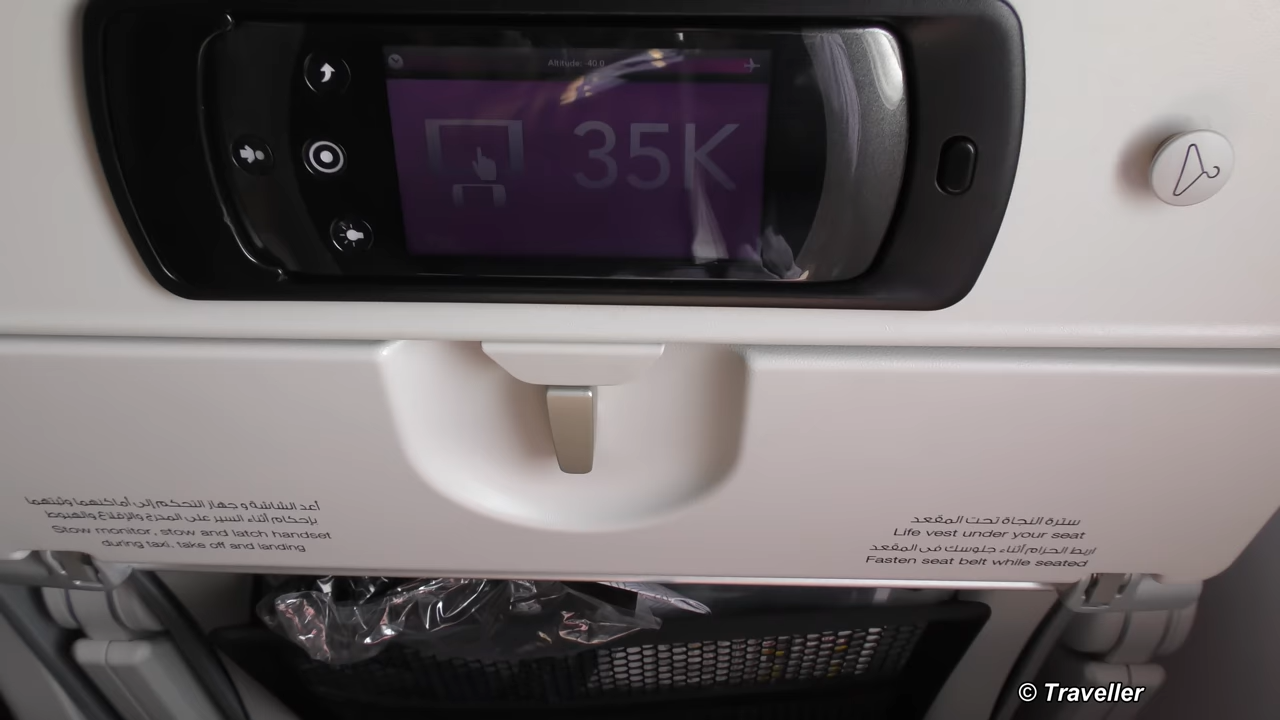 Altitude: -40.0
35K
أعد الشاشة و جهاز التحكم إلى أماكنهما وثبتهما
بإحكام أثناء السير على المدرج والإقلاع والهبوط
Stow monitor, stow and latch handset
during taxi, take off and landing
سترة النجاة تحت المقعد
Life vest under your seat
اربط الحزام أثناء جلوسك في المقعد
Fasten seat belt while seated
© Traveller